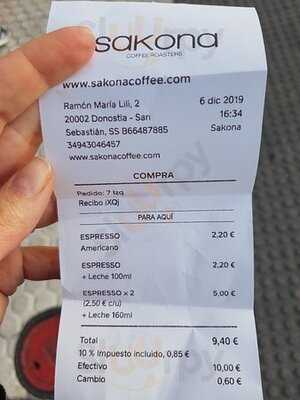 sakona
COFFEE ROASTERS
www.sakonacoffee.com
Ramón María Lili, 2 6 dic 2019
20002 Donostia - San 16:34
Sebastián, SS B66487885 Sakona
34943046457
www.sakonacoffee.com
COMPRA
Pedido: 7 Izq
Recibo iXQj
PARA AQUÍ
ESPRESSO 2,20 €
Americano
ESPRESSO 2,20 €
+ Leche 100ml
ESPRESSO × 2 5,00 €
(2,50 € c/u)
+ Leche 160ml
Total 9,40 €
10 % Impuesto incluido, 0,85 €
Efectivo 10,00 €
Cambio 0,60 €